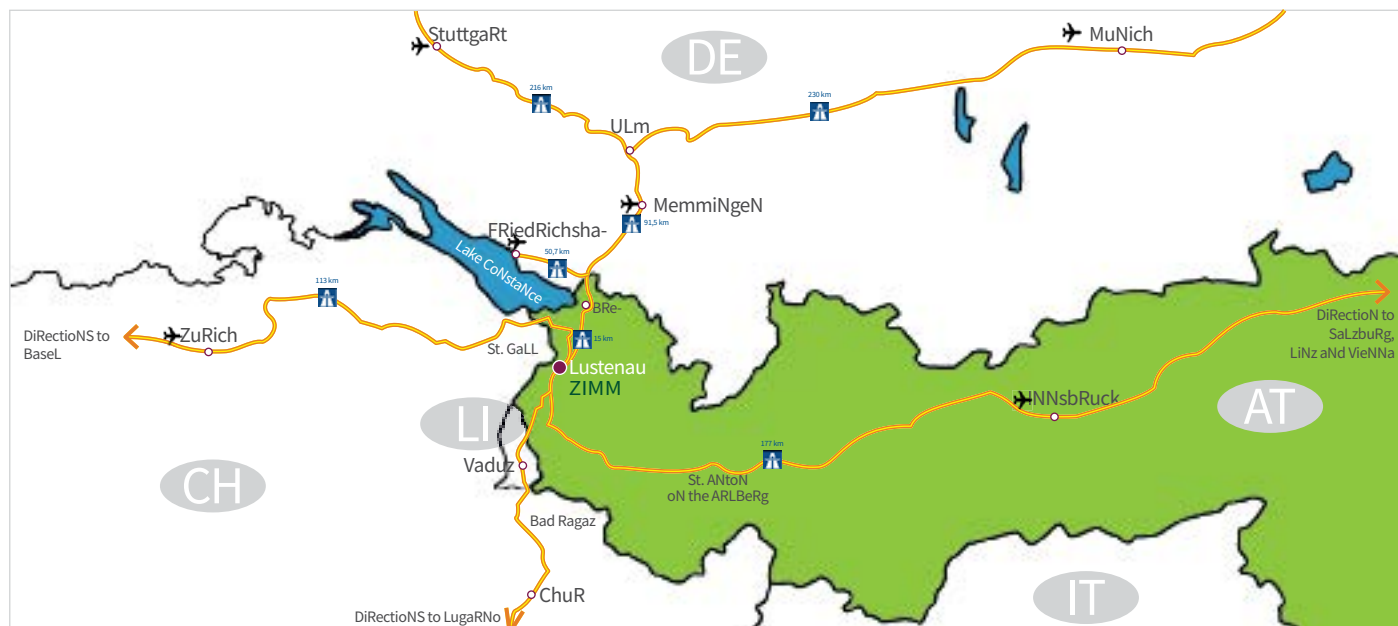 StuttgaRt
MuNich
DE
216 km
230 km
ULm
MemmiNgeN
91,5 km
FRiedRichsha-
50,7 km
Lake CoNstaNce
113 km
BRe-
ZuRich
DiRectioNS to
BaseL
St. GaLL
15 km
DiRectioN to
SaLzbuRg,
LiNz aNd VieNNa
Lustenau
ZIMM
NNsbRuck
AT
LI
177 km
Vaduz
CH
St. ANtoN
oN the ARLBeRg
Bad Ragaz
ChuR
IT
DiRectioNS to LugaRNo